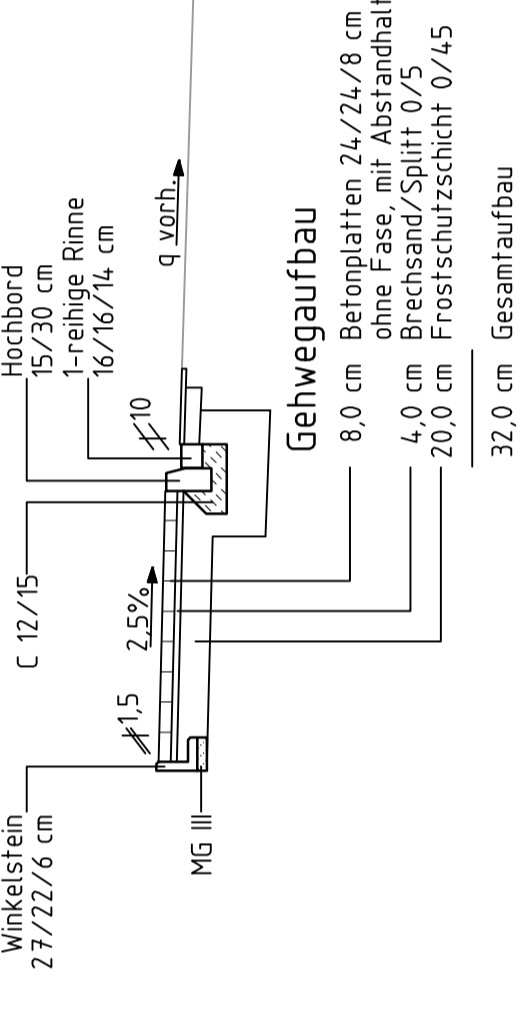 Winkelstein
27/22/6 cm
MG III
1,5
2,5%
C 12/15
10
Hochbord
15/30 cm
1-reihige Rinne
16/16/14 cm
q vorh.
Gehwegaufbau
8,0 cm Betonplatten 24/24/8 cm
ohne Fase, mit Abstandhalt
4,0 cm Brechsand/Splitt 0/5
20,0 cm Frostschutzschicht 0/45
32,0 cm Gesamtaufbau